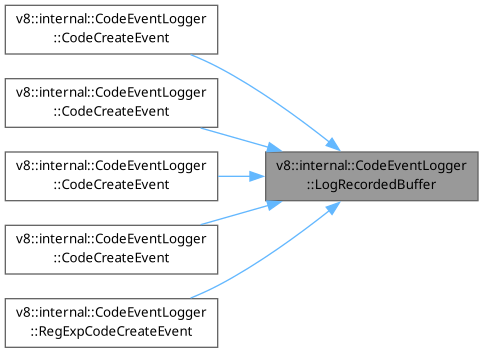 v8::internal::CodeEventLogger
::CodeCreateEvent
v8::internal::CodeEventLogger
::CodeCreateEvent
v8::internal::CodeEventLogger
::CodeCreateEvent
v8::internal::CodeEventLogger
::LogRecordedBuffer
v8::internal::CodeEventLogger
::CodeCreateEvent
v8::internal::CodeEventLogger
::RegExpCodeCreateEvent